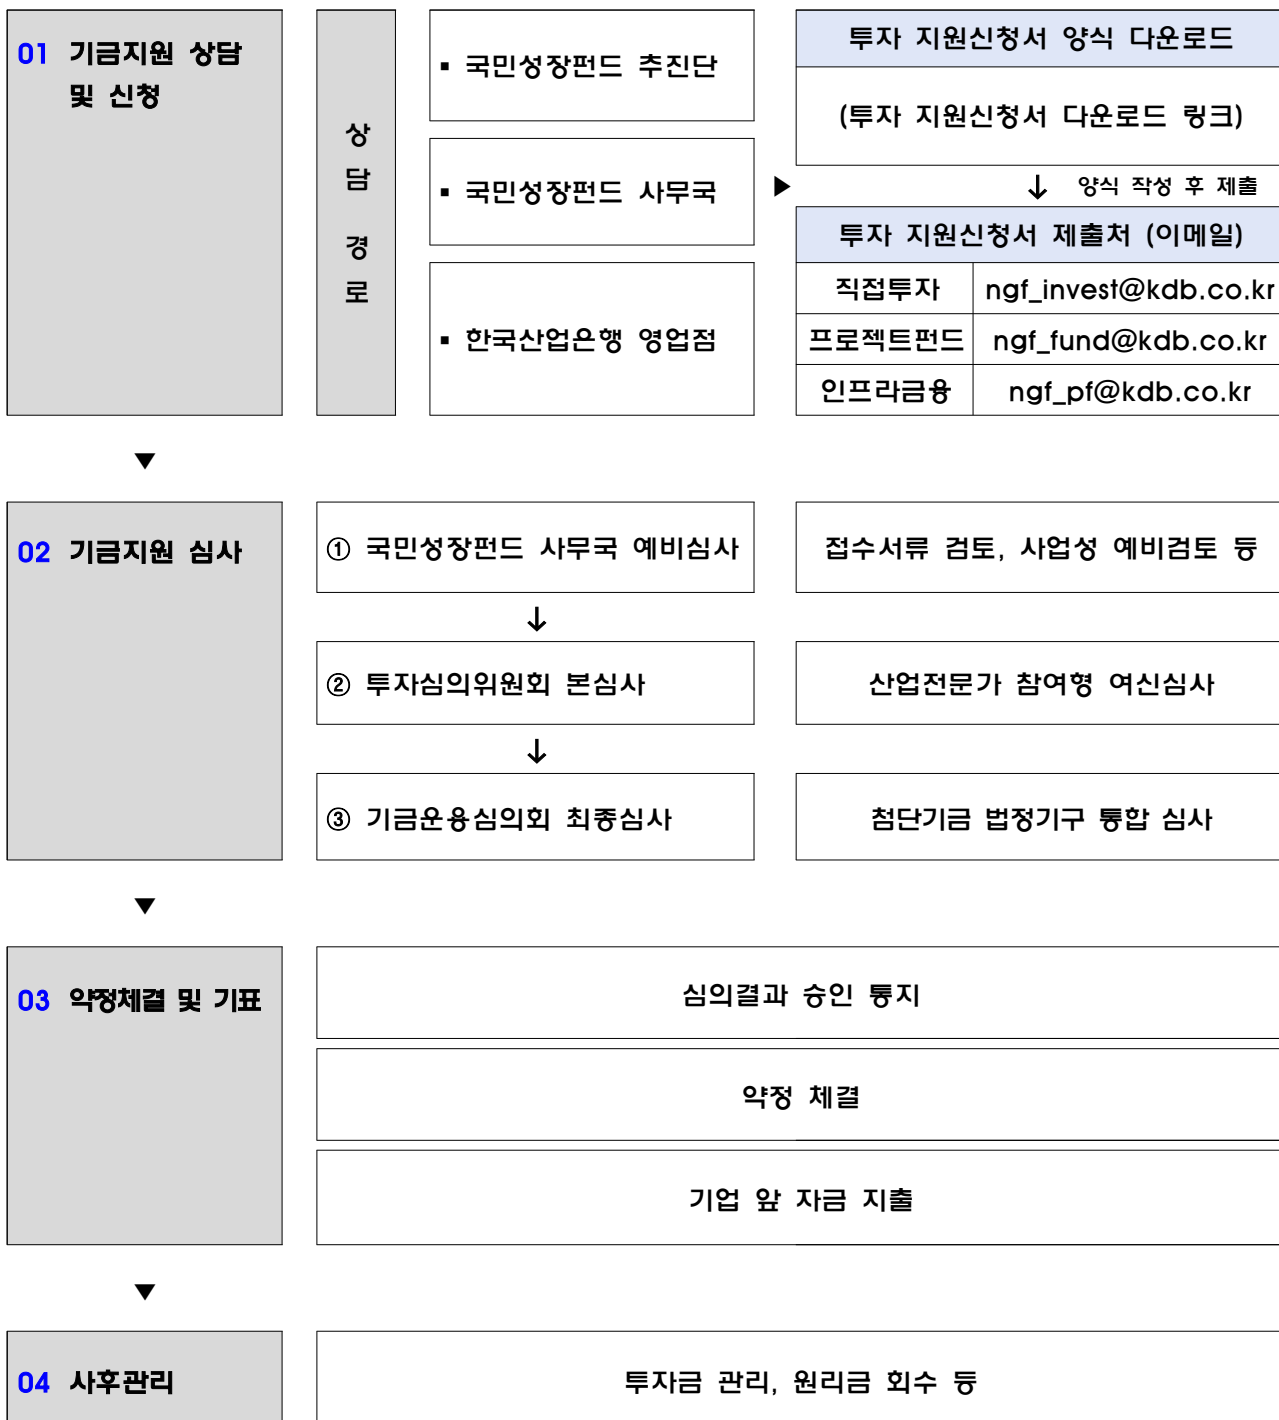 01 기금지원 상담
및 신청
상
담
경
로
▪ 국민성장펀드 추진단
▪ 국민성장펀드 사무국
▪ 한국산업은행 영업점
▶
투자 지원신청서 양식 다운로드
(투자 지원신청서 다운로드 링크)
↓ 양식 작성 후 제출
투자 지원신청서 제출처 (이메일)
직접투자 ngf_invest@kdb.co.kr
프로젝트펀드 ngf_fund@kdb.co.kr
인프라금융 ngf_pf@kdb.co.kr
▼
02 기금지원 심사
① 국민성장펀드 사무국 예비심사
접수서류 검토, 사업성 예비검토 등
↓
② 투자심의위원회 본심사
산업전문가 참여형 여신심사
↓
③ 기금운용심의회 최종심사
첨단기금 법정기구 통합 심사
▼
03 약정체결 및 기표
심의결과 승인 통지
약정 체결
기업 앞 자금 지출
▼
04 사후관리
투자금 관리, 원리금 회수 등